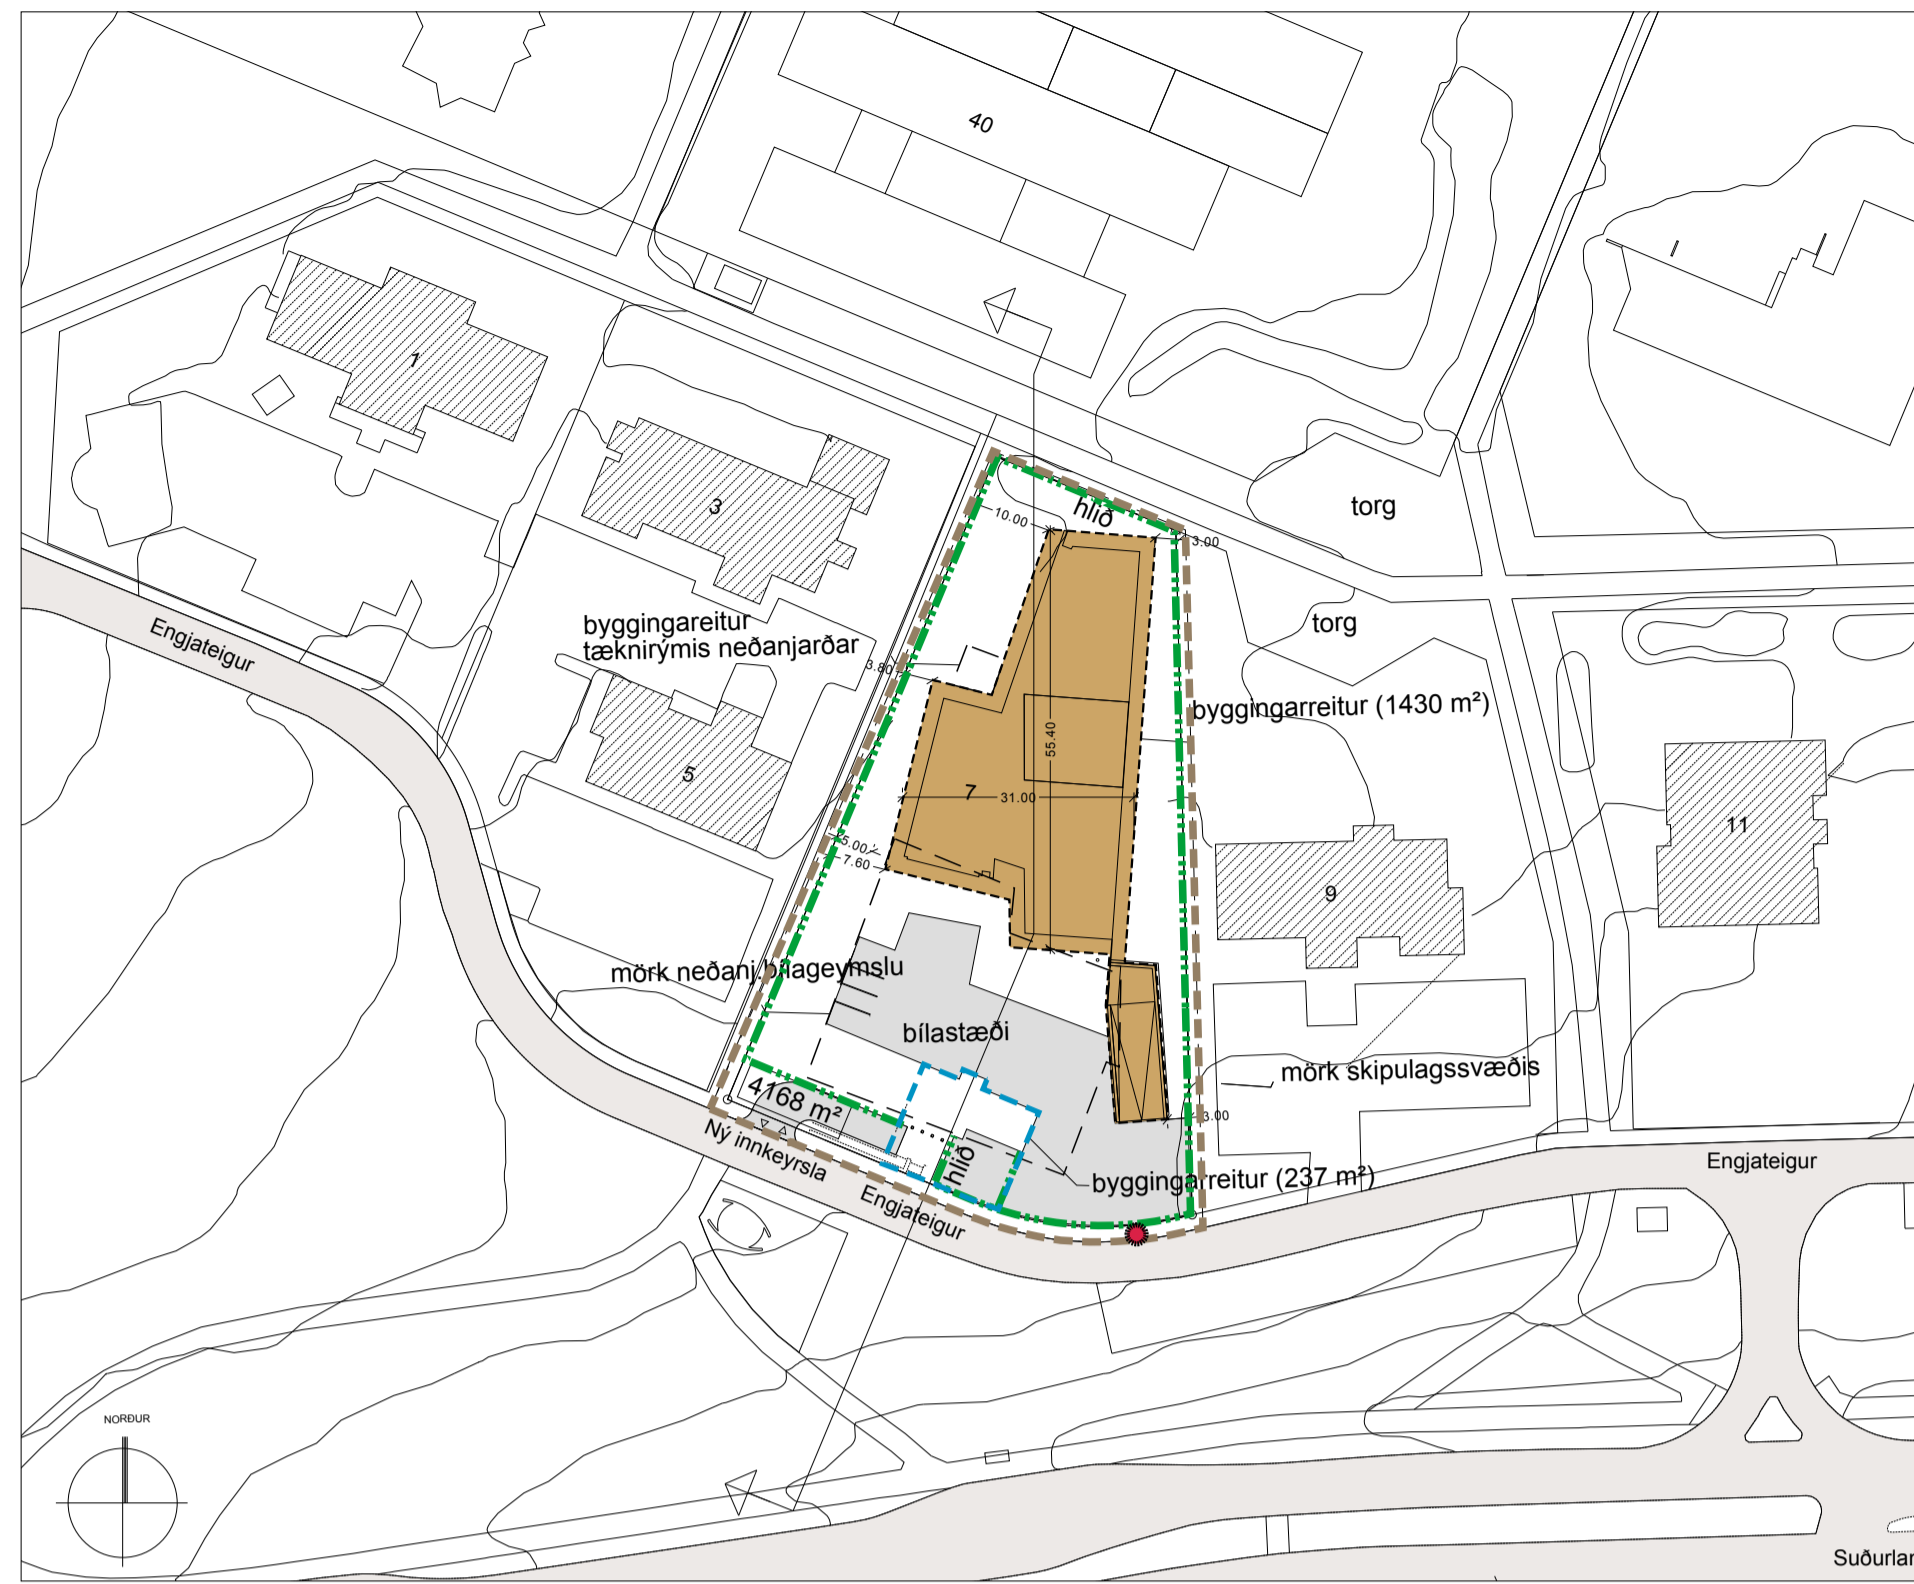 40
1
3
torg
hlið
10.00
3.00
byggingareitur
tæknirýmis neðanjarðar
torg
Engjateigur
3.80
byggingarreitur (1430 m²)
55.40
5
7
31.00
11
5.00
7.60
9
mörk neðanj.bílageymslu
bílastæði
mörk skipulagssvæðis
4168 m²
3.00
Ný innkeyrsla
hlið
byggingarreitur (237 m²)
Engjateigur
Engjateigur
NORÐUR
Suðurlan